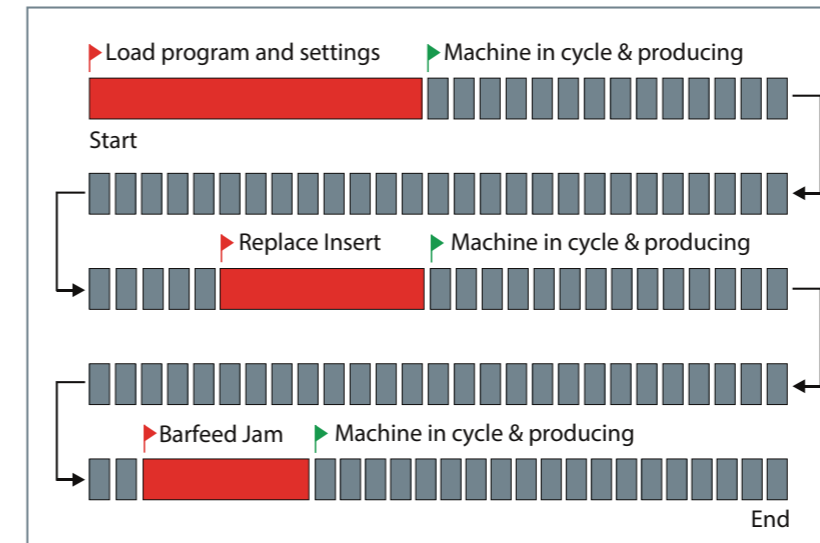 Load program and settings
Machine in cycle & producing
Start
Replace Insert
Machine in cycle & producing
Barfeed Jam
Machine in cycle & producing
End